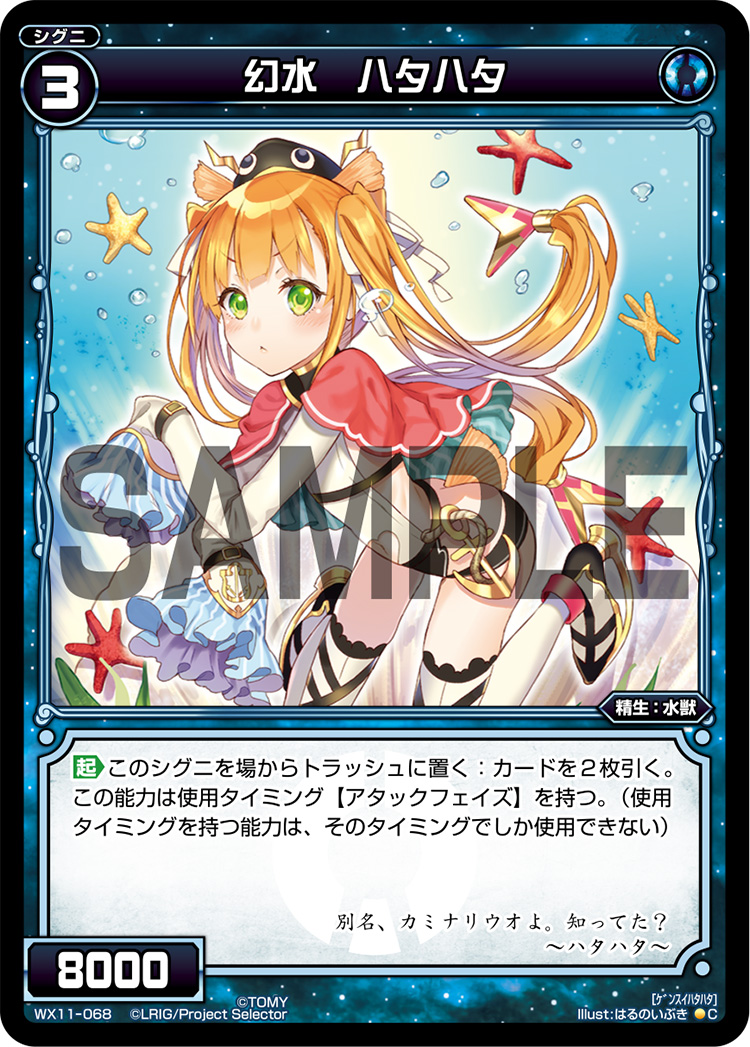 シグニ
3
幻水　ハタハタ
SAMPLE
精生：水獣
起このシグニを場からトラッシュに置く：カードを２枚引く。
この能力は使用タイミング【アタックフェイズ】を持つ。（使用
タイミングを持つ能力は、そのタイミングでしか使用できない）
別名、カミナリウオよ。知ってた？
～ハタハタ～
8000
WX11-068 ©LRIG/Project Selector
©TOMY
[ｹﾞﾝｽｲﾊﾀﾊﾀ]
Illust:はるのいぶき C